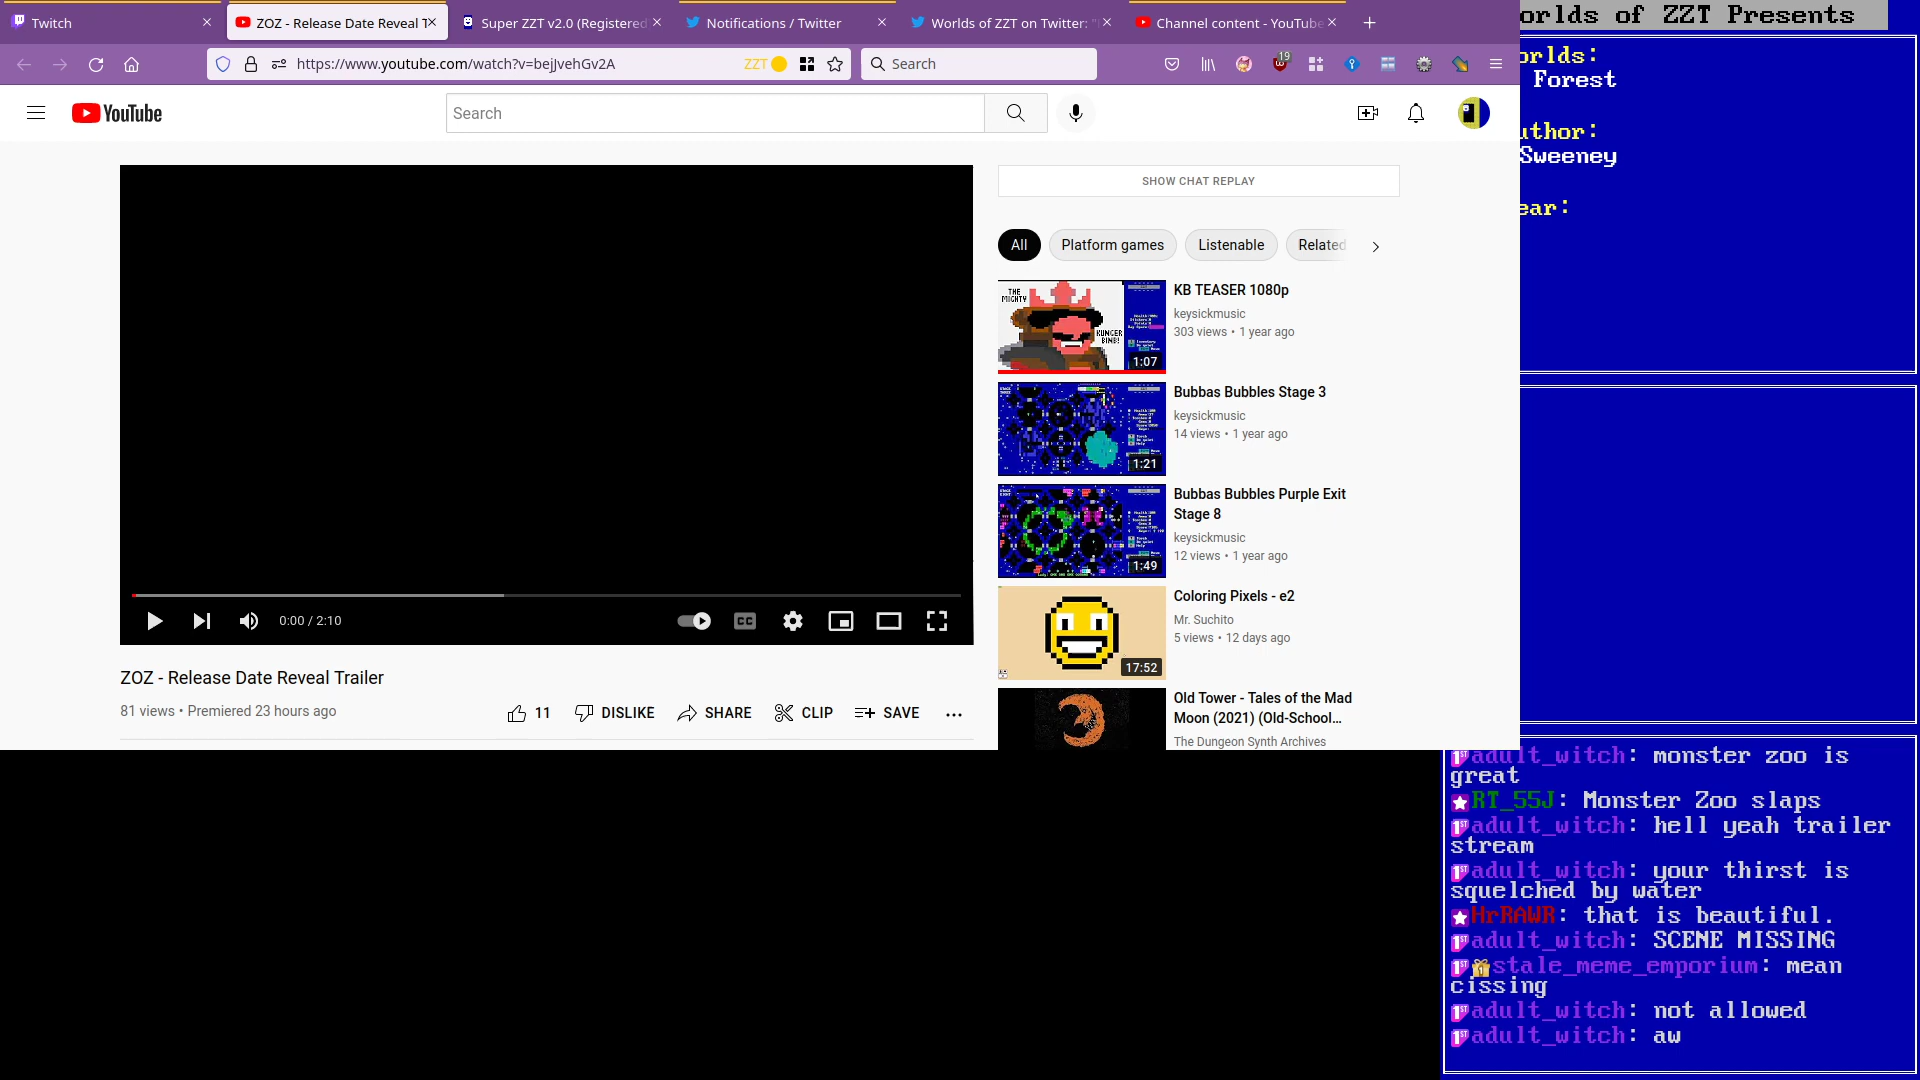 Twitch
ZOZ - Release Date Reveal T
Super ZZT v2.0 (Registered
Notifications / Twitter
Worlds of ZZT on Twitter: "
Channel content - YouTube
https://www.youtube.com/watch?v=bejJvehGv2A
ZZT
Search
19
YouTube
Search
0:00 / 2:10
CC
ZOZ - Release Date Reveal Trailer
81 views • Premiered 23 hours ago
11
DISLIKE
SHARE
CLIP
SAVE
SHOW CHAT REPLAY
All
Platform games
Listenable
Related
THE
MIGHTY
1:07
KB TEASER 1080p
keysickmusic
303 views • 1 year ago
1:21
Bubbas Bubbles Stage 3
keysickmusic
14 views • 1 year ago
1:49
Bubbas Bubbles Purple Exit
Stage 8
keysickmusic
12 views • 1 year ago
17:52
Coloring Pixels - e2
Mr. Suchito
5 views • 12 days ago
Old Tower - Tales of the Mad
Moon (2021) (Old-School...
The Dungeon Synth Archives
orlds of ZZT Presents
orlds:
Forest
uthor:
Sweeney
ear:
adult_witch: monster zoo is
great
RT_55J: Monster Zoo slaps
adult_witch: hell yeah trailer
stream
adult_witch: your thirst is
squelched by water
HrRAWR: that is beautiful.
adult_witch: SCENE MISSING
stale_meme_emporium: mean
cissing
adult_witch: not allowed
adult_witch: aw